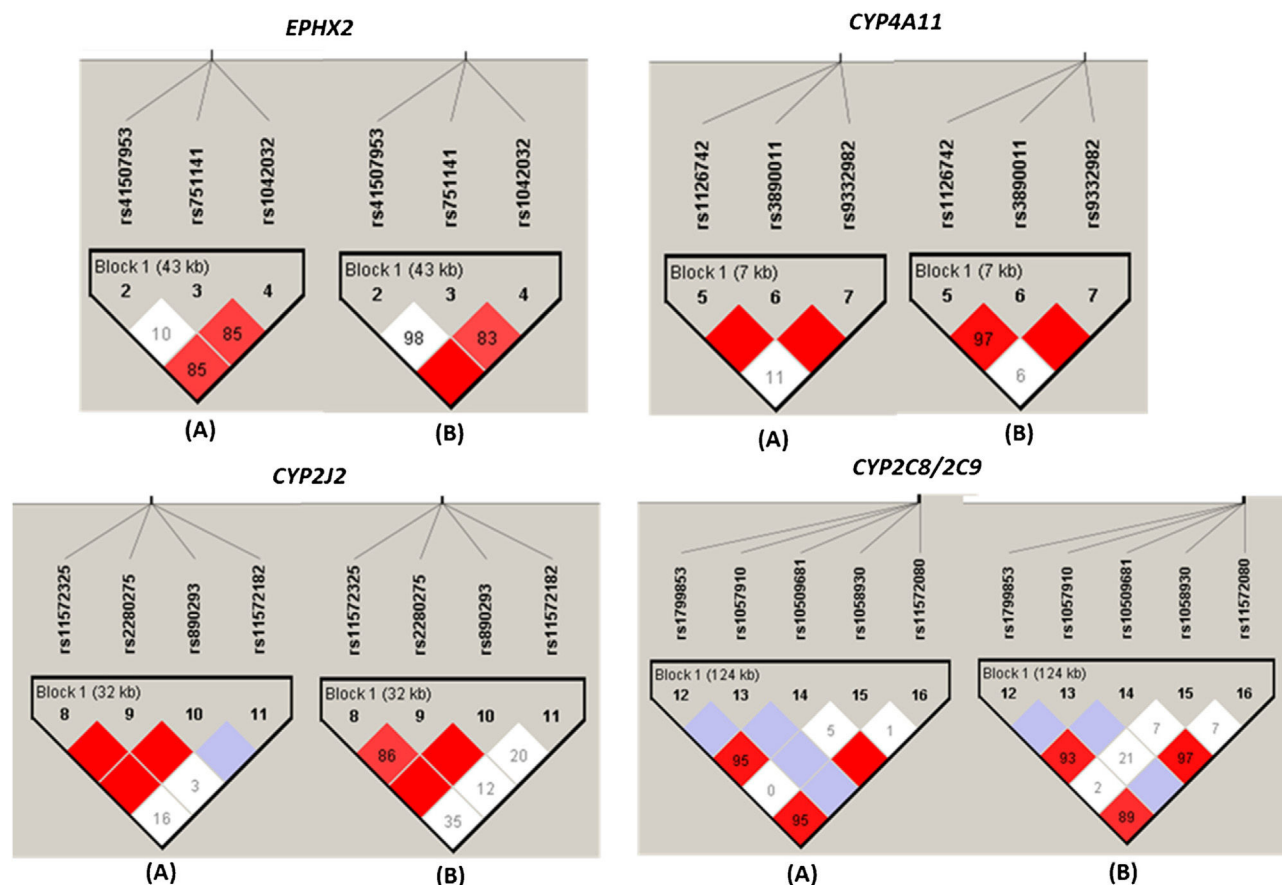 EPHX2
CYP4A11
rs41507953 rs751141 rs1042032 rs41507953 rs751141 rs1042032
rs1126742 rs3890011 rs9332982 rs1126742 rs3890011 rs9332982
Block 1 (43 kb) Block 1 (43 kb)
2 3 4 2 3 4
10 85 98 83
85
(A) (B)
Block 1 (7 kb) Block 1 (7 kb)
5 6 7 5 6 7
97
11 6
(A) (B)
CYP2J2
CYP2C8/2C9
rs11572325 rs2280275 rs890293 rs11572182 rs11572325 rs2280275 rs890293 rs11572182
Block 1 (32 kb) Block 1 (32 kb)
8 9 10 11 8 9 10 11
86 20
3 12
16 35
(A) (B)
rs1799853 rs1057910 rs10509681 rs1058930 rs11572080 rs1799853 rs1057910 rs10509681 rs1058930 rs11572080
Block 1 (124 kb) Block 1 (124 kb)
12 13 14 15 16 12 13 14 15 16
5 1 7 7
95 93 21 97
0 2
95 89
(A) (B)